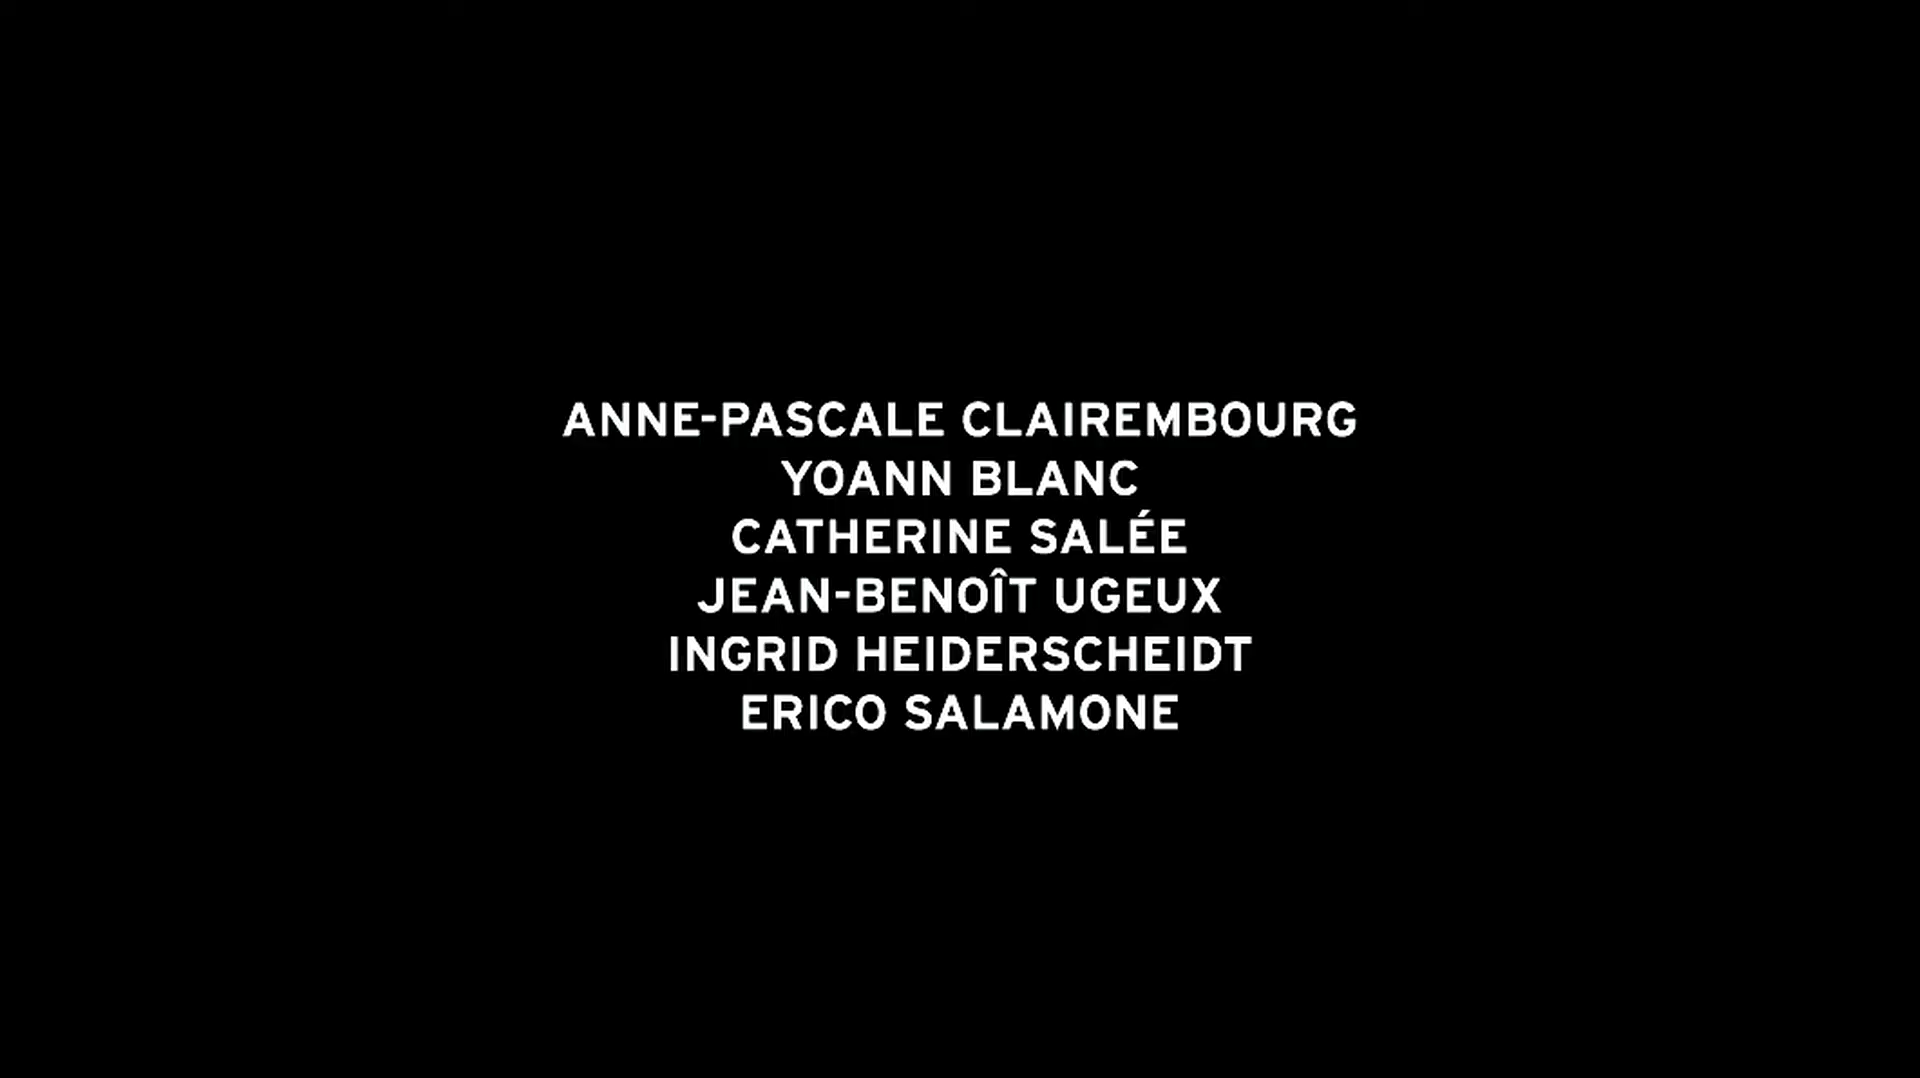 ANNE-PASCALE CLAIREMBOURG
YOANN BLANC
CATHERINE SALÉE
JEAN-BENOÎT UGEUX
INGRID HEIDERSCHEIDT
ERICO SALAMONE